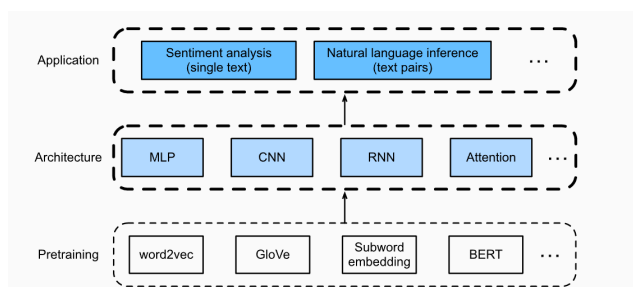 Application
Sentiment analysis
(single text)
Natural language inference
(text pairs)
...
Architecture
MLP
CNN
RNN
Attention
...
Pretraining
word2vec
GloVe
Subword
embedding
BERT
...